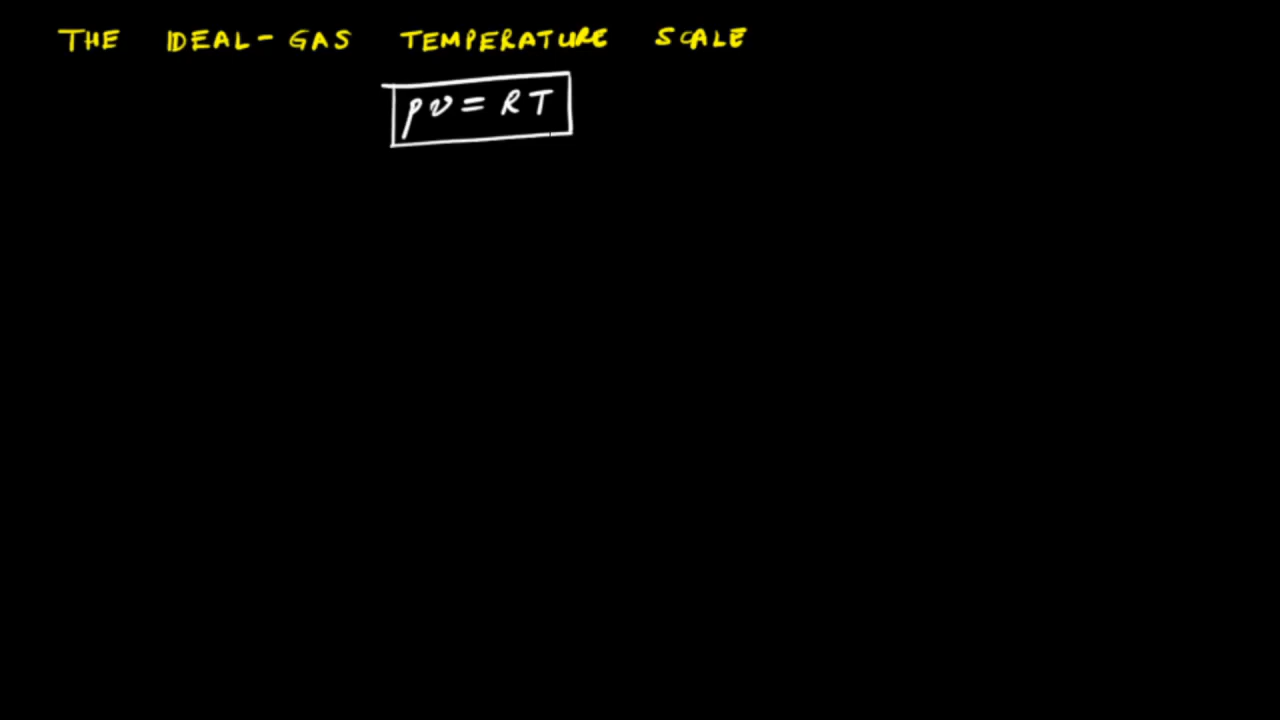 THE IDEAL-GAS TEMPERATURE SCALE
pv = RT